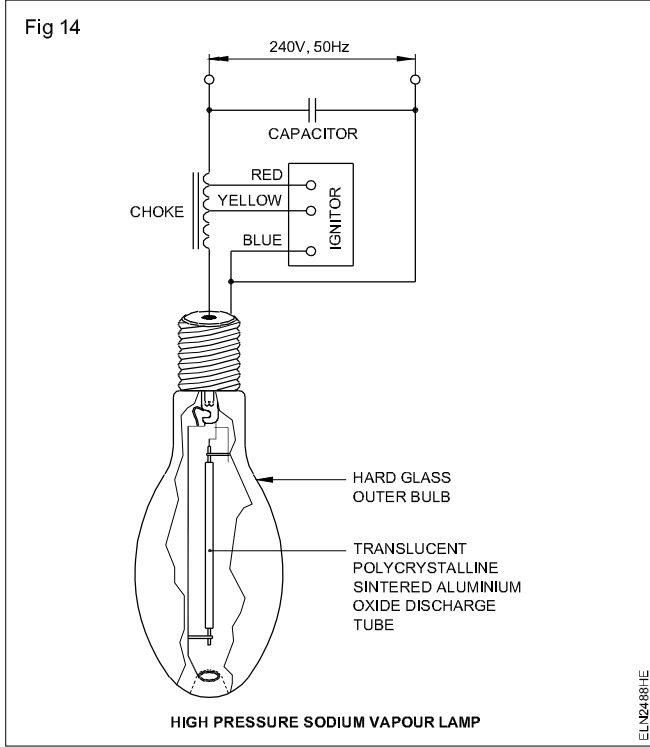 Fig 14
240V, 50Hz
CAPACITOR
RED
YELLOW
CHOKE
BLUE
IGNITOR
HARD GLASS
OUTER BULB
TRANSLUCENT
POLYCRYSTALLINE
SINTERED ALUMINIUM
OXIDE DISCHARGE
TUBE
HIGH PRESSURE SODIUM VAPOUR LAMP
ELN2488HE